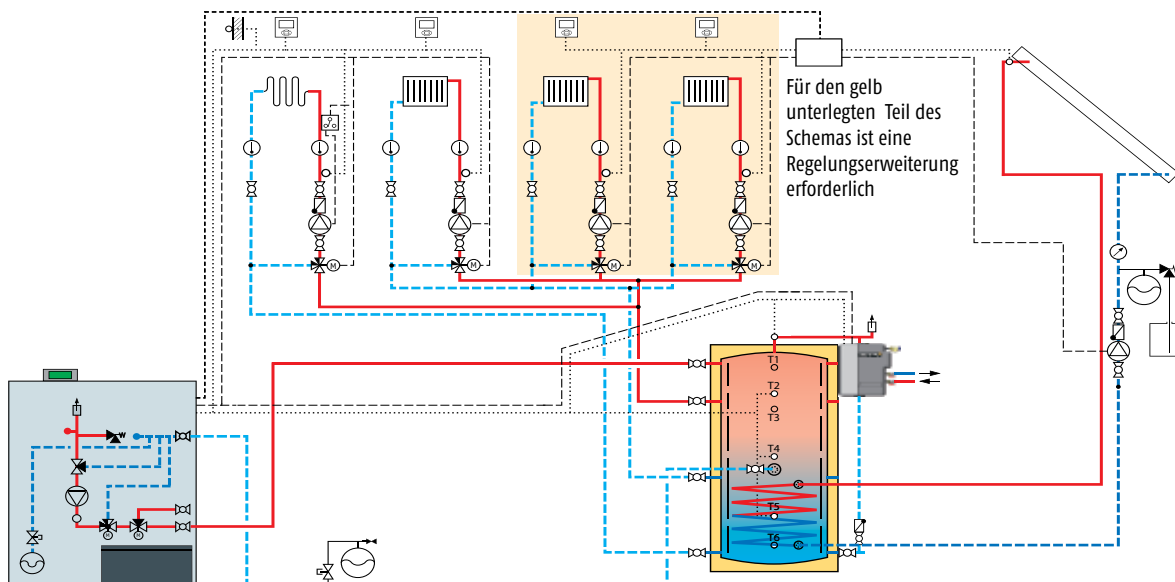 Für den gelb
unterlegten Teil des
Schemas ist eine
Regelungserweiterung
erforderlich
M
M
M
M
T1
T2
T3
T4
T5
T6
M
M